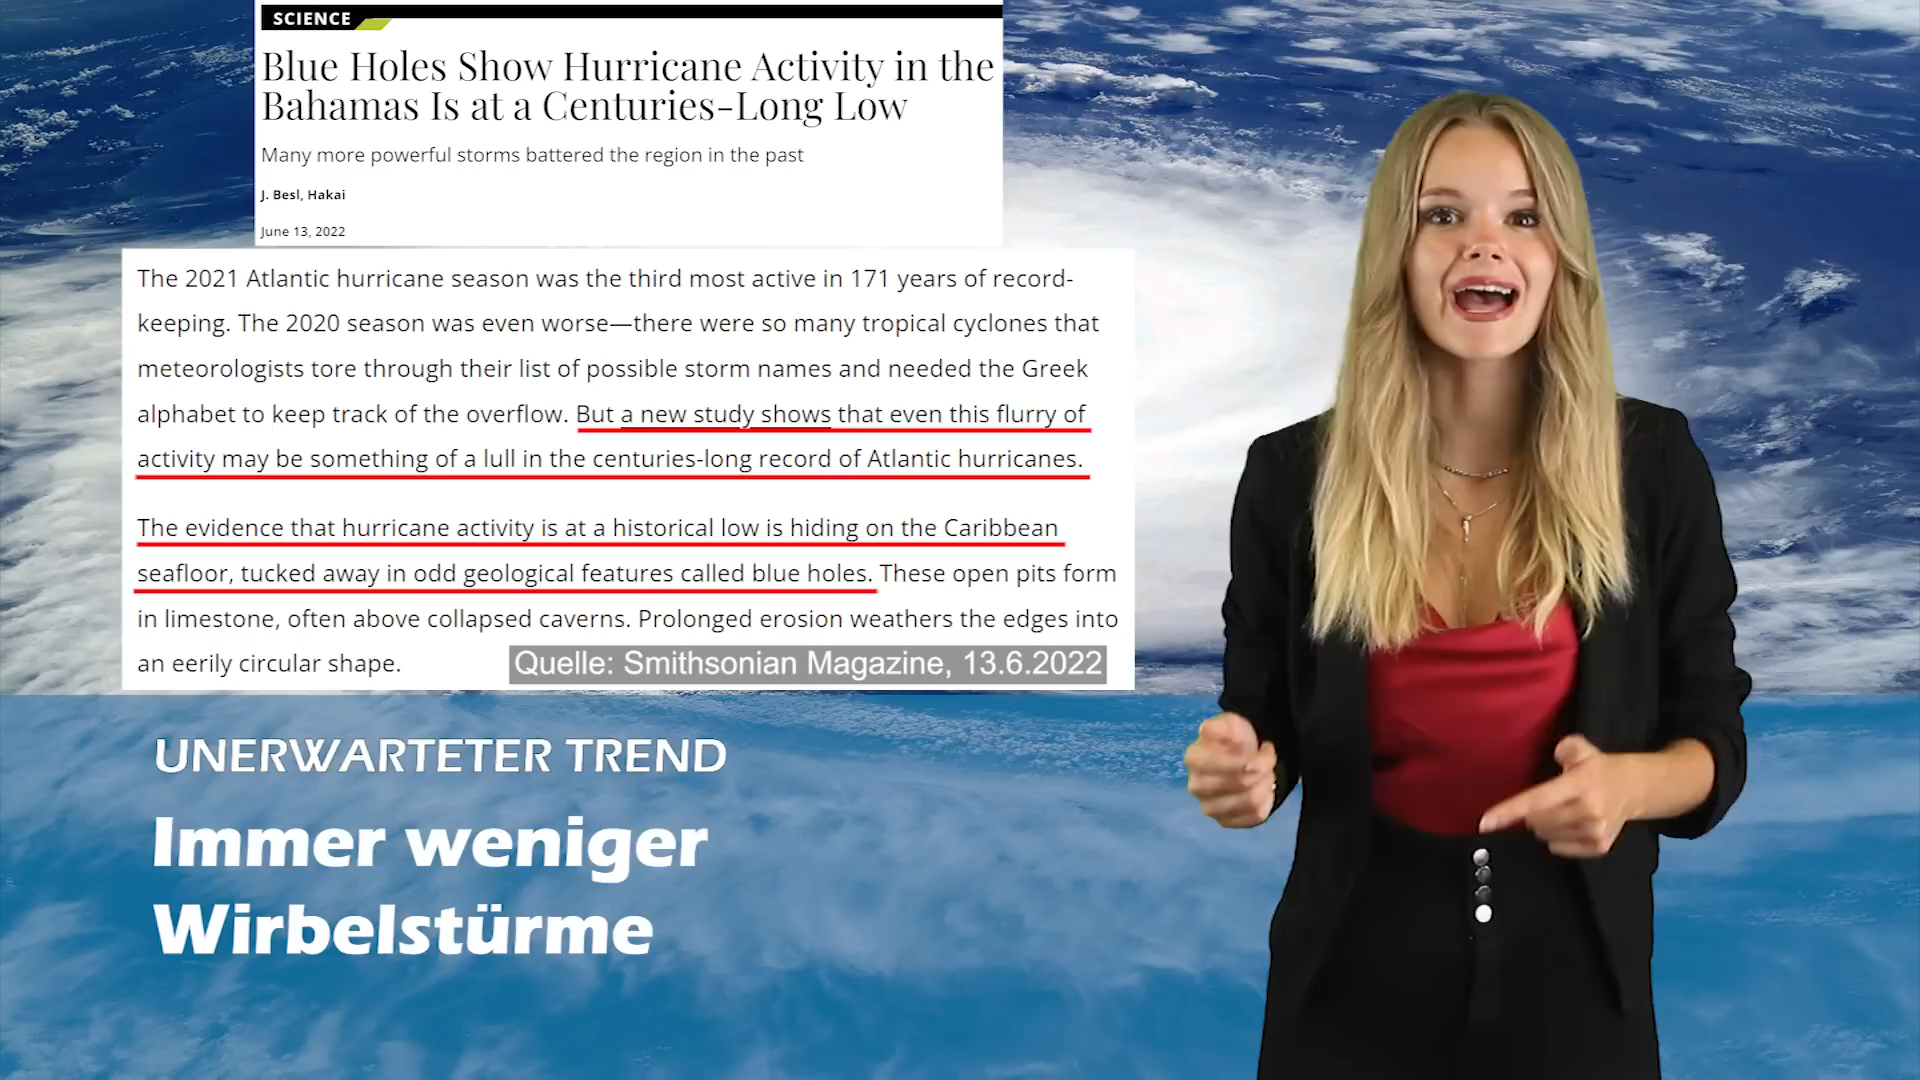 SCIENCE
Blue Holes Show Hurricane Activity in the
Bahamas Is at a Centuries-Long Low
Many more powerful storms battered the region in the past
J. Besl, Hakai
June 13, 2022
The 2021 Atlantic hurricane season was the third most active in 171 years of record-
keeping. The 2020 season was even worse—there were so many tropical cyclones that
meteorologists tore through their list of possible storm names and needed the Greek
alphabet to keep track of the overflow. But a new study shows that even this flurry of
activity may be something of a lull in the centuries-long record of Atlantic hurricanes.
The evidence that hurricane activity is at a historical low is hiding on the Caribbean
seafloor, tucked away in odd geological features called blue holes. These open pits form
in limestone, often above collapsed caverns. Prolonged erosion weathers the edges into
an eerily circular shape.
Quelle: Smithsonian Magazine, 13.6.2022
UNERWARTETER TREND
Immer weniger
Wirbelstürme